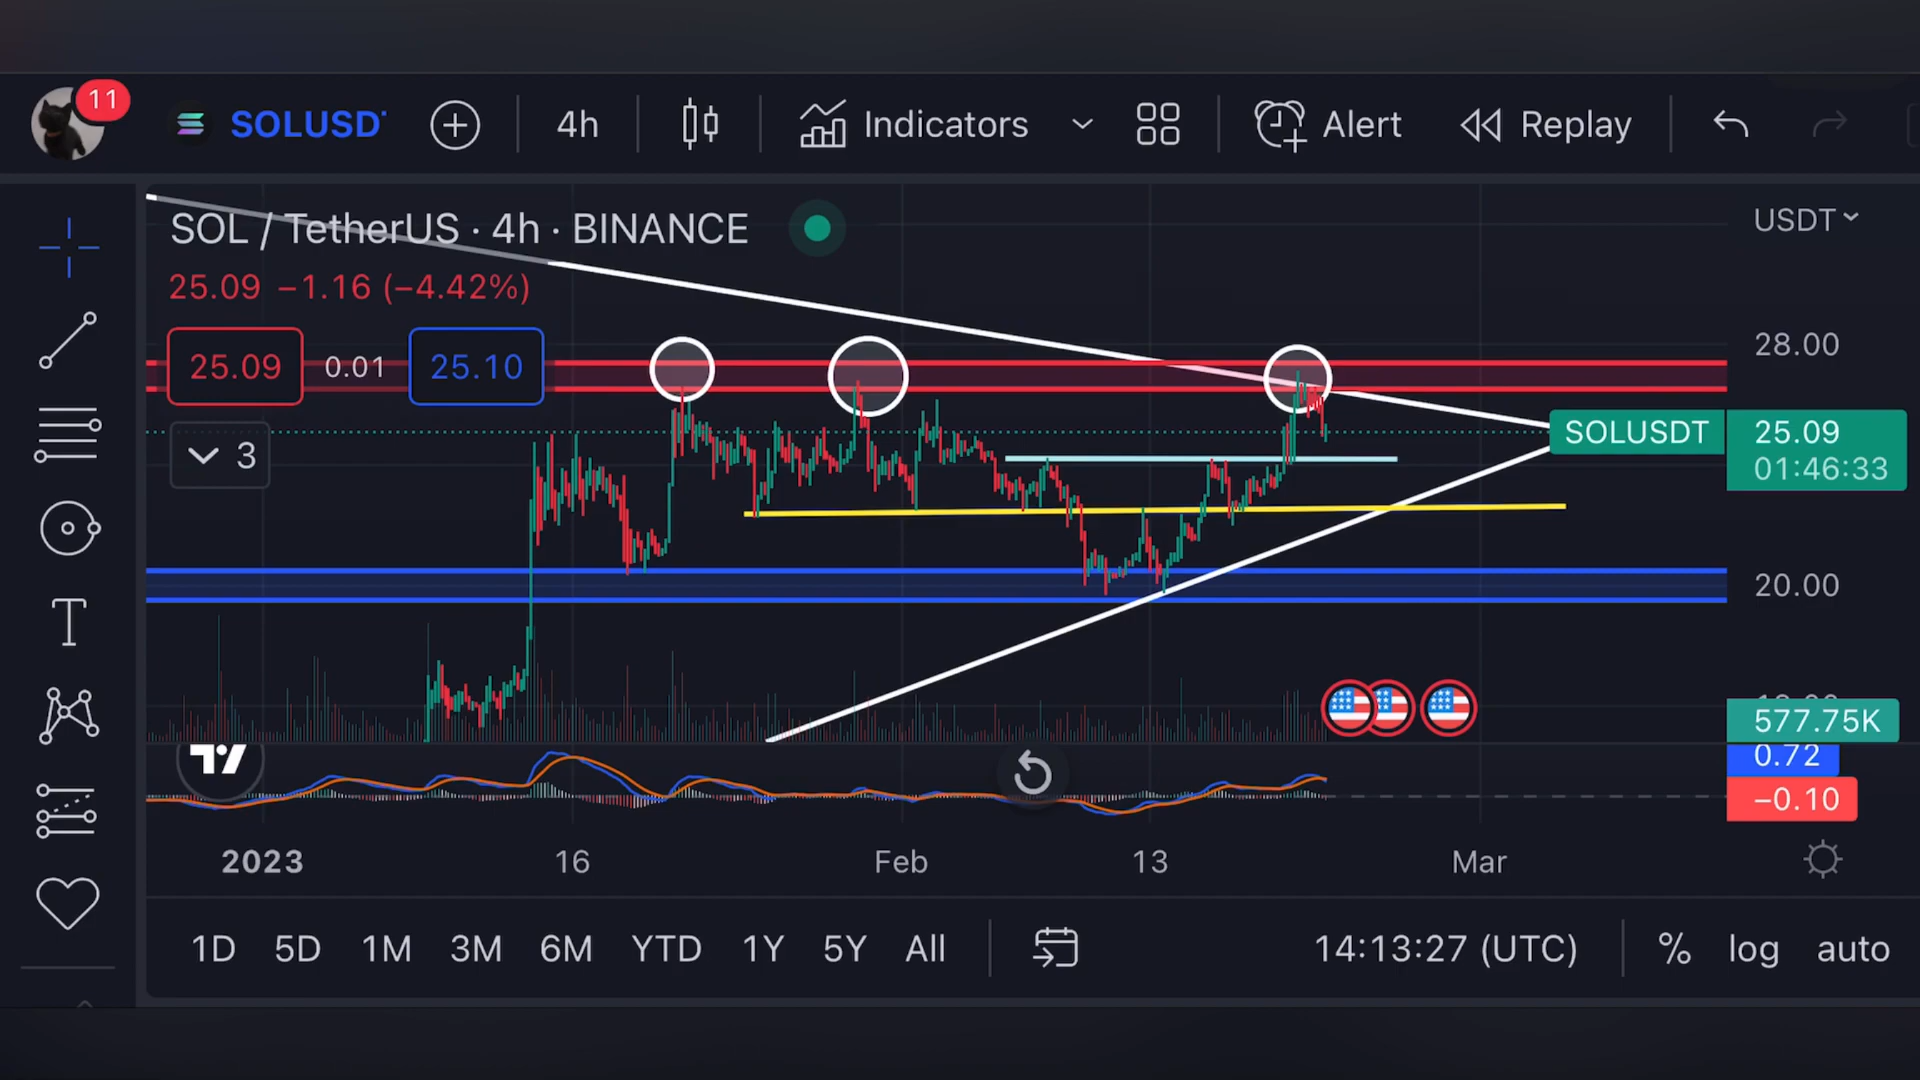 11
SOLUSD
4h
Indicators
Alert
Replay
SOL / TetherUS · 4h · BINANCE
USDT
25.09 −1.16 (−4.42%)
28.00
25.09
0.01
25.10
SOLUSDT
25.09
01:46:33
3
20.00
577.75K
0.72
−0.10
2023
16
Feb
13
Mar
1D 5D 1M 3M 6M YTD 1Y 5Y All
14:13:27 (UTC)
%
log
auto